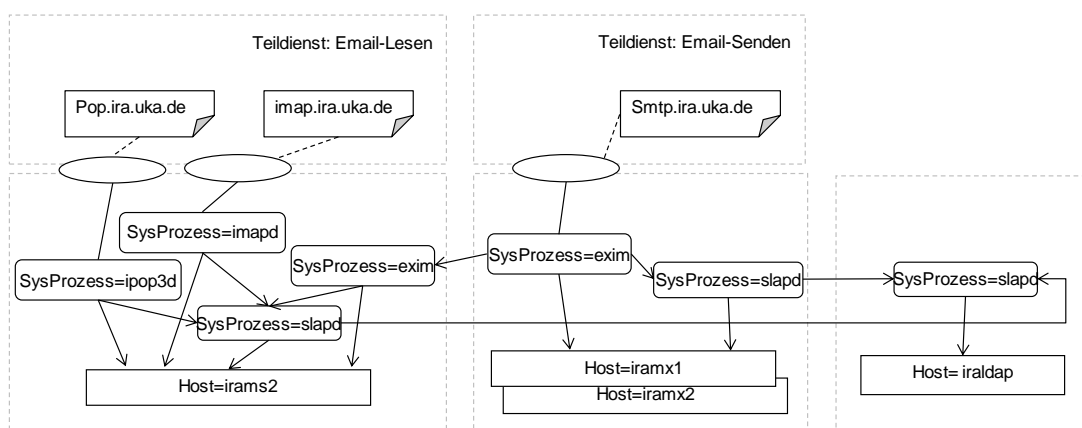 Teildienst: Email-Lesen
Teildienst: Email-Senden
Pop.ira.uka.de
imap.ira.uka.de
Smtp.ira.uka.de
SysProzess=imapd
SysProzess=exim
SysProzess=exim
SysProzess=ipop3d
SysProzess=slapd
SysProzess=slapd
SysProzess=slapd
Host=irams2
Host=iramx1
Host=iramx2
Host= iraldap